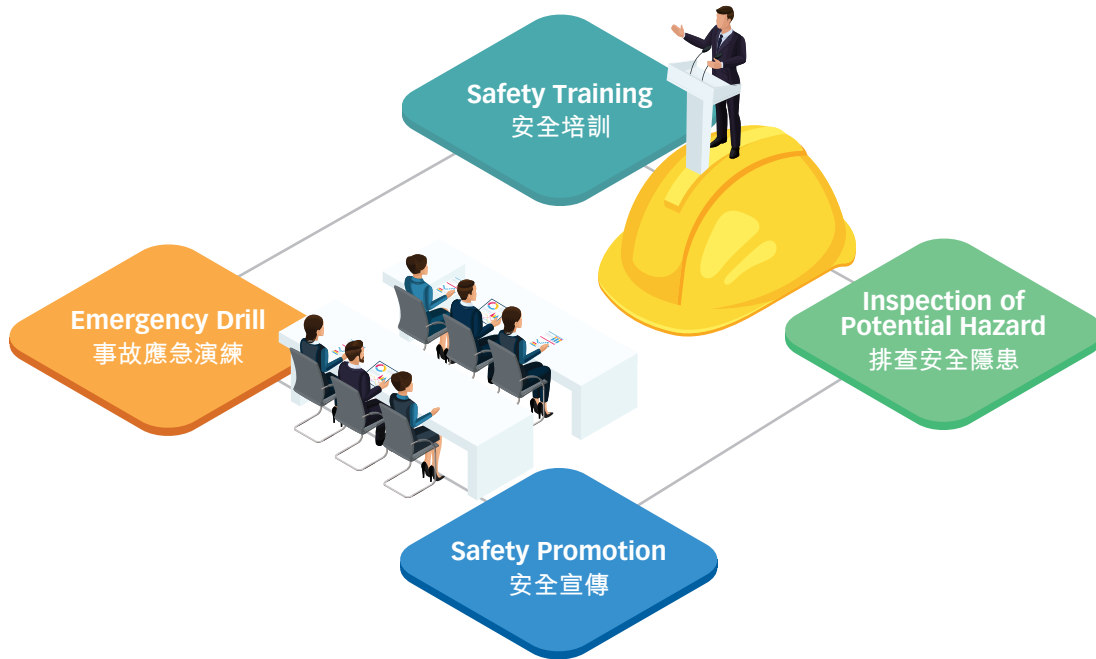 Safety Training
安全培訓
Emergency Drill
事故應急演練
Inspection of
Potential Hazard
排查安全隱患
Safety Promotion
安全宣傳